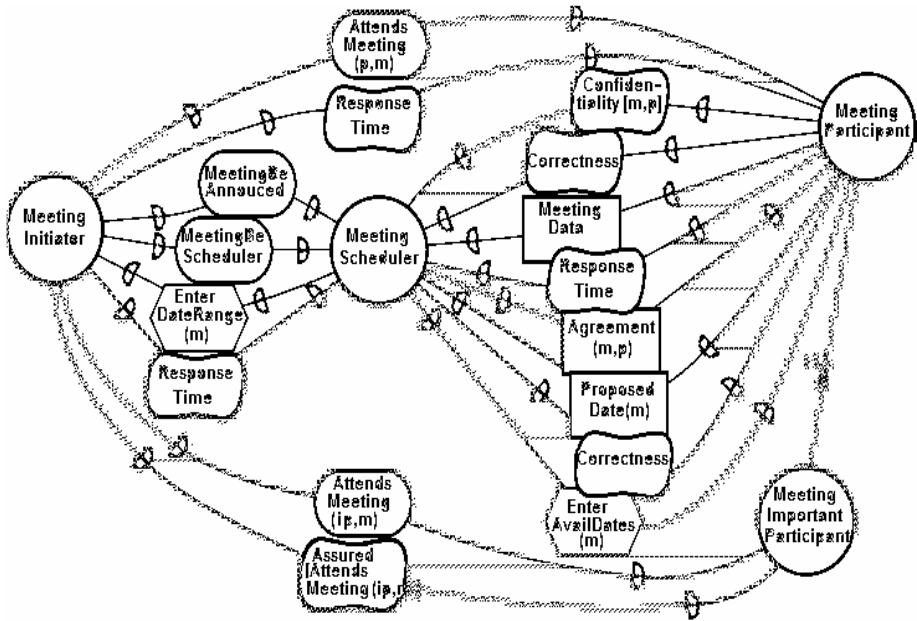 Attends
Meeting
(p,m)
Response
Time
Confiden-
tiality [m,p]
Meeting
Participant
Correctness
MeetingBe
Annouced
Meeting
Data
Meeting
Initiater
MeetingBe
Scheduler
Meeting
Scheduler
Response
Time
Enter
DateRange
(m)
Agreement
(m,p)
Response
Time
Proposed
Date(m)
Correctness
Attends
Meeting
(ip,m)
Enter
AvailDates
(m)
Meeting
Important
Participant
Assured
[Attends
Meeting (ip,